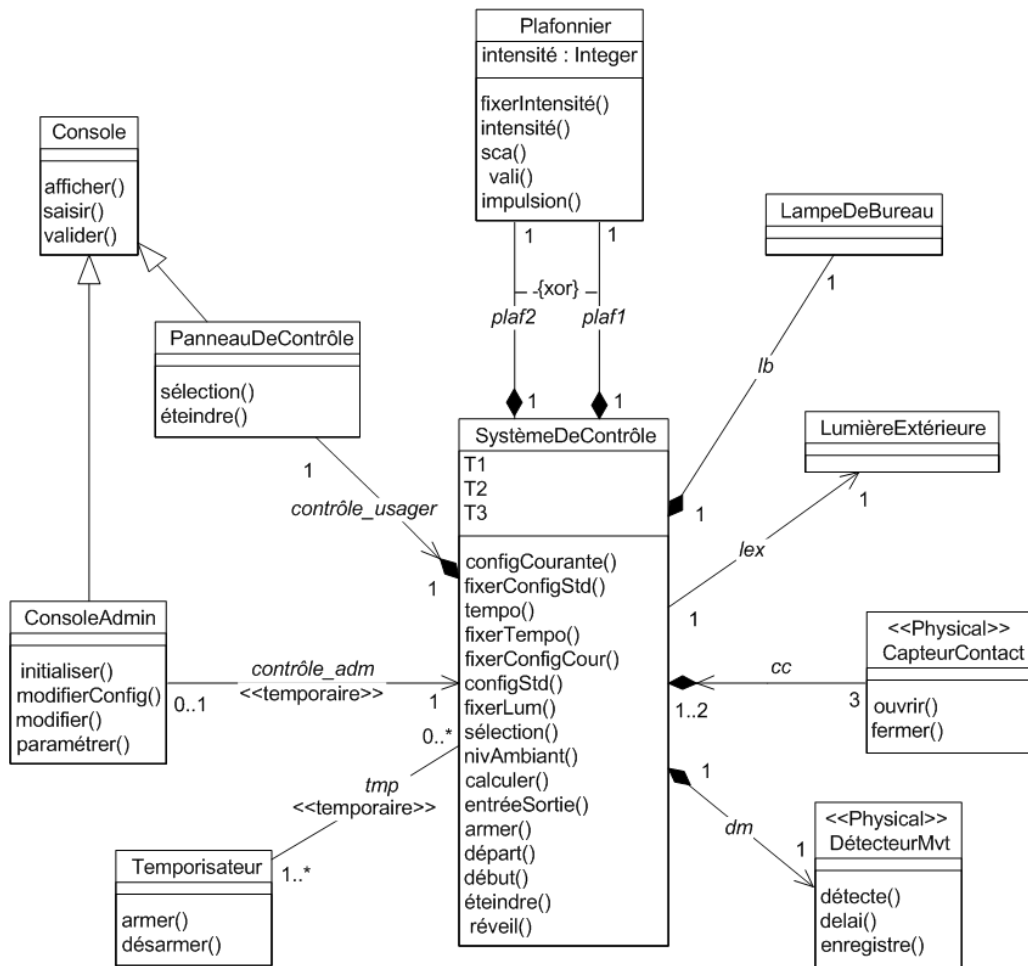 Plafonnier
intensité : Integer
fixerIntensité()
intensité()
sca()
vali()
impulsion()
Console
afficher()
saisir()
valider()
LampeDeBureau
1
1
1
{xor}
plaf2
plaf1
lb
PanneauDeContrôle
sélection()
éteindre()
1
1
SystèmeDeContrôle
T1
T2
T3
configCourante()
fixerConfigStd()
tempo()
fixerTempo()
fixerConfigCour()
configStd()
fixerLum()
sélection()
nivAmbiant()
calculer()
entréeSortie()
armer()
départ()
début()
éteindre()
réveil()
LumièreExtérieure
1
1
contrôle_usager
1
1
lex
1
ConsoleAdmin
initialiser()
modifierConfig()
modifier()
paramétrer()
contrôle_adm
<<temporaire>>
0..1
1
<<Physical>>
CapteurContact
ouvrir()
fermer()
cc
1..2
3
0..*
tmp
<<temporaire>>
1..*
Temporisateur
armer()
désarmer()
1
dm
1
<<Physical>>
DétecteurMvt
détecte()
delai()
enregistre()